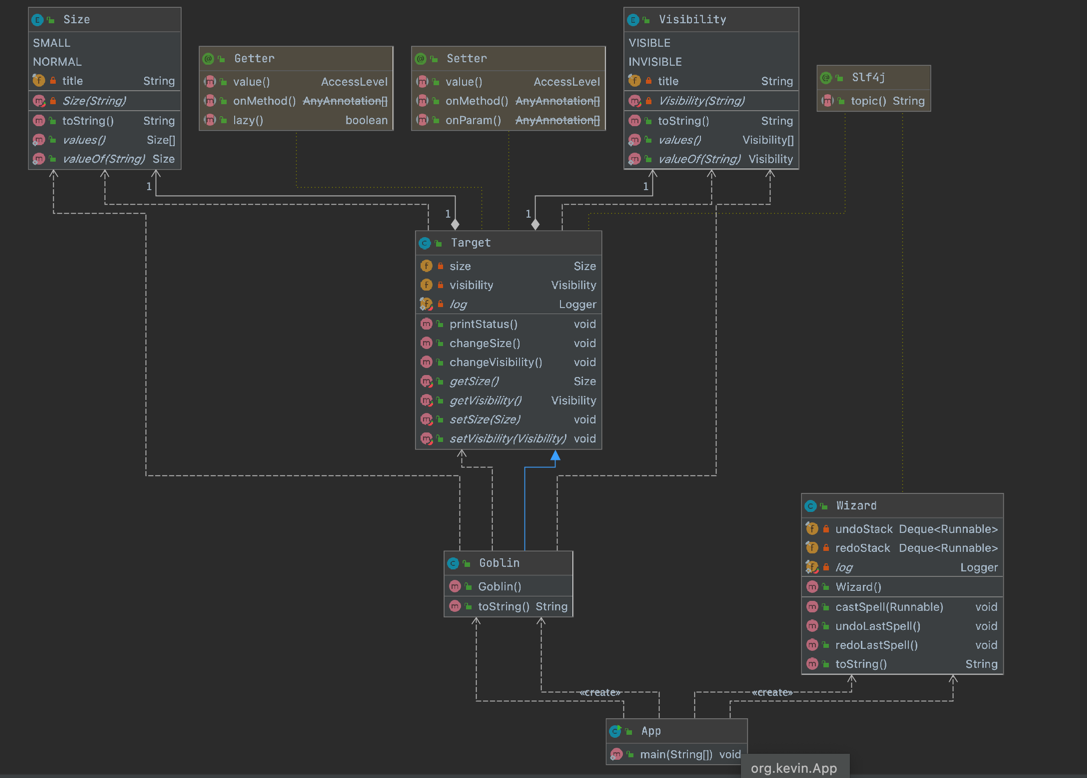 Size
SMALL
NORMAL
title String
Size(String)
toString() String
values() Size[]
valueOf(String) Size
Getter
value() AccessLevel
onMethod() AnyAnnotation[]
lazy() boolean
Setter
value() AccessLevel
onMethod() AnyAnnotation[]
onParam() AnyAnnotation[]
Visibility
VISIBLE
INVISIBLE
title String
Visibility(String)
toString() String
values() Visibility[]
valueOf(String) Visibility
Slf4j
topic() String
1
1
1
1
Target
size Size
visibility Visibility
log Logger
printStatus() void
changeSize() void
changeVisibility() void
getSize() Size
getVisibility() Visibility
setSize(Size) void
setVisibility(Visibility) void
Goblin
Goblin()
toString() String
Wizard
undoStack Deque<Runnable>
redoStack Deque<Runnable>
log Logger
Wizard()
castSpell(Runnable) void
undoLastSpell() void
redoLastSpell() void
toString() String
«create»
«create»
App
main(String[]) void
org.kevin.App